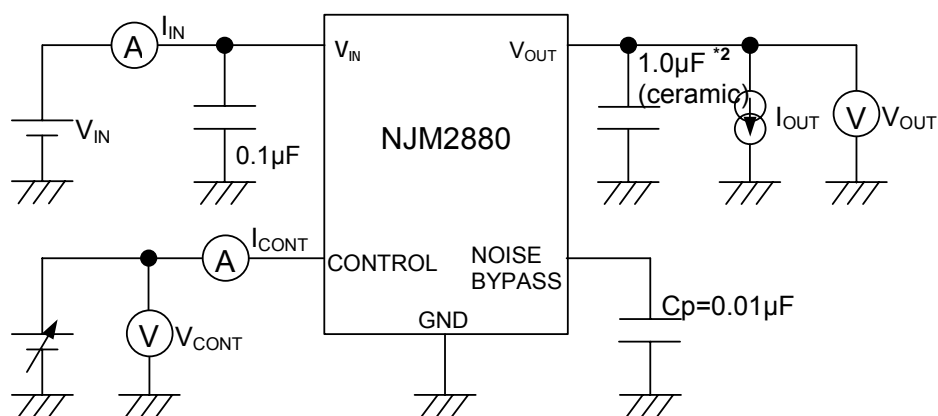 A
I_IN
V_IN
0.1µF
V_IN
V_OUT
NJM2880
1.0µF *2
(ceramic)
I_OUT
V
V_OUT
A
I_CONT
V
V_CONT
CONTROL
NOISE
BYPASS
GND
Cp=0.01µF